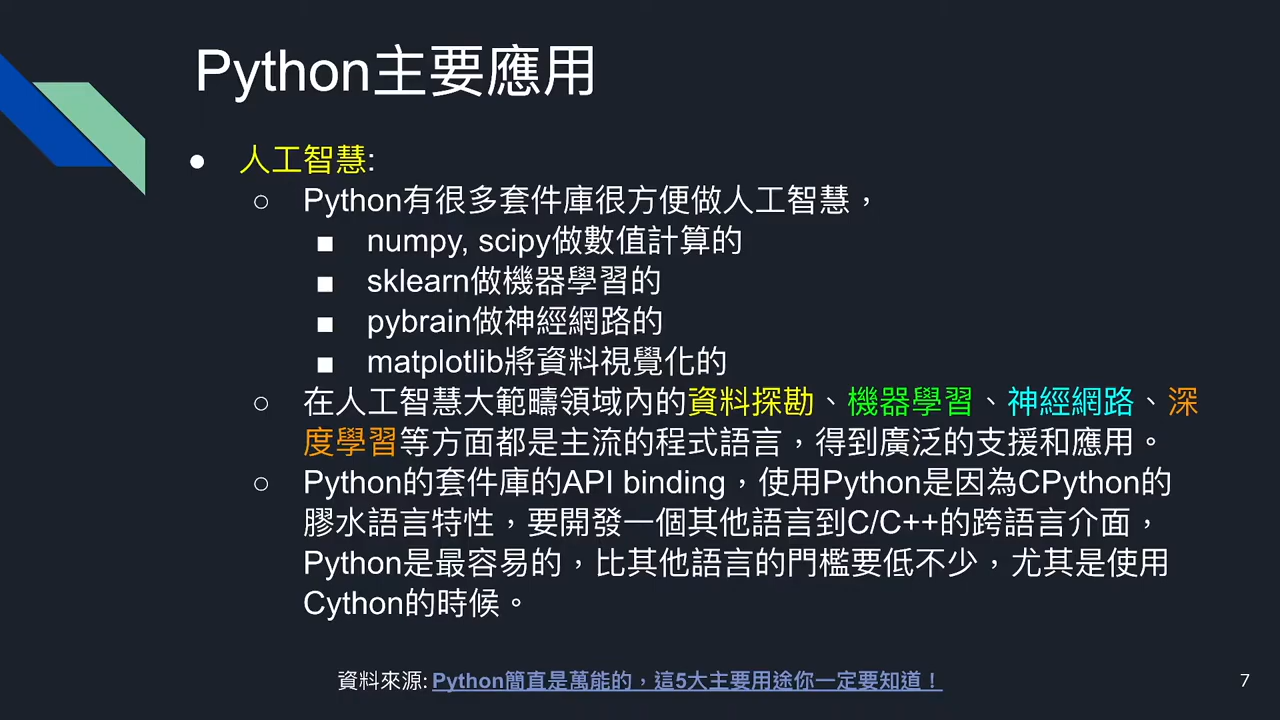 Python主要應用
● 人工智慧:
○ Python有很多套件庫很方便做人工智慧，
■ numpy, scipy做數值計算的
■ sklearn做機器學習的
■ pybrain做神經網路的
■ matplotlib將資料視覺化的
○ 在人工智慧大範疇領域內的資料探勘、機器學習、神經網路、深
度學習等方面都是主流的程式語言，得到廣泛的支援和應用。
○ Python的套件庫的API binding，使用Python是因為CPython的
膠水語言特性，要開發一個其他語言到C/C++的跨語言介面，
Python是最容易的，比其他語言的門檻要低不少，尤其是使用
Cython的時候。
資料來源: Python簡直是萬能的，這5大主要用途你一定要知道！
7